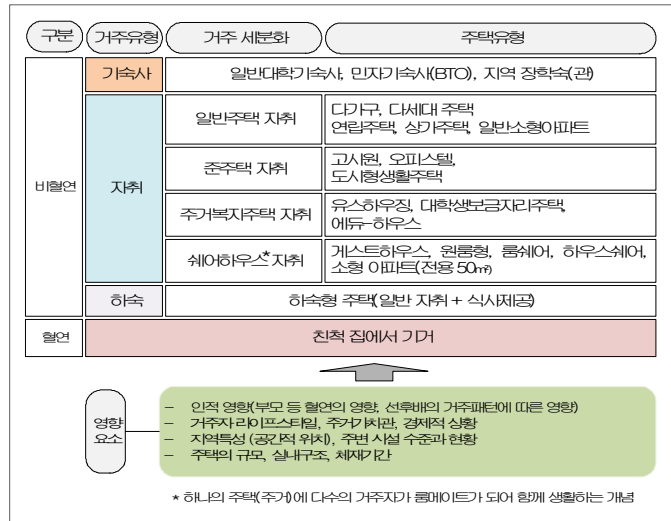 구분 거주유형 거주 세분화 주택유형
비혈연
기숙사 일반대학기숙사, 민자기숙사(BTO), 지역 장학숙(관)
자취
일반주택 자취
다가구, 다세대 주택
연립주택, 상가주택, 일반소형아파트
준주택 자취
고시원, 오피스텔,
도시형생활주택
주거복지주택 자취
유스하우징, 대학생보금자리주택,
에듀-하우스
쉐어하우스* 자취
게스트하우스, 원룸형, 룸쉐어, 하우스쉐어,
소형 아파트(전용 50㎡)
하숙 하숙형 주택(일반 자취 + 식사제공)
혈연 친척 집에서 기거
영향
요소
- 인적 영향(부모 등 혈연의 영향, 선후배의 거주패턴에 따른 영향)
- 거주자 라이프스타일, 주거가치관, 경제적 상황
- 지역특성 (공간적 위치), 주변 시설 수준과 현황
- 주택의 규모, 실내구조, 체재기간
* 하나의 주택(주거)에 다수의 거주자가 룸메이트가 되어 함께 생활하는 개념